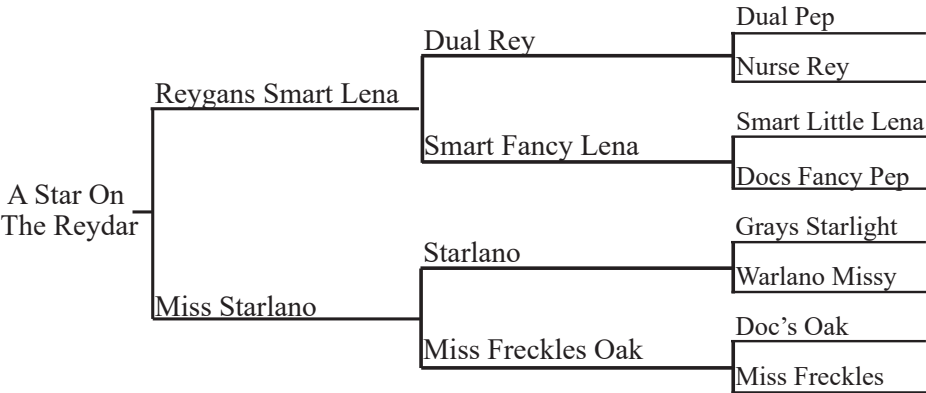 Dual Pep
Dual Rey
Nurse Rey
Reygans Smart Lena
Smart Little Lena
Smart Fancy Lena
Docs Fancy Pep
A Star On
The Reydar
Grays Starlight
Starlano
Warlano Missy
Miss Starlano
Doc’s Oak
Miss Freckles Oak
Miss Freckles